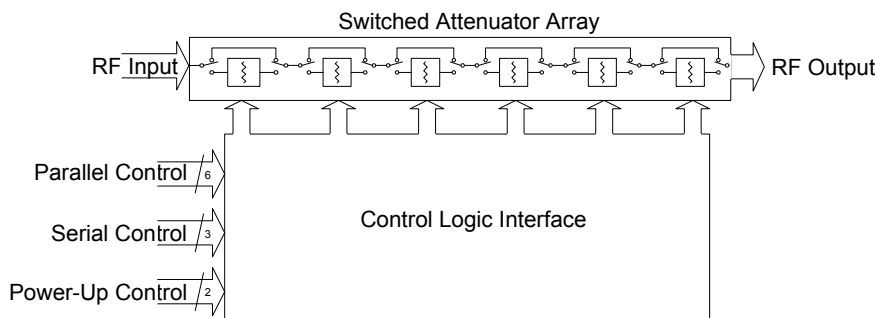 Switched Attenuator Array
RF Input
RF Output
Parallel Control
6
Control Logic Interface
Serial Control
3
Power-Up Control
2